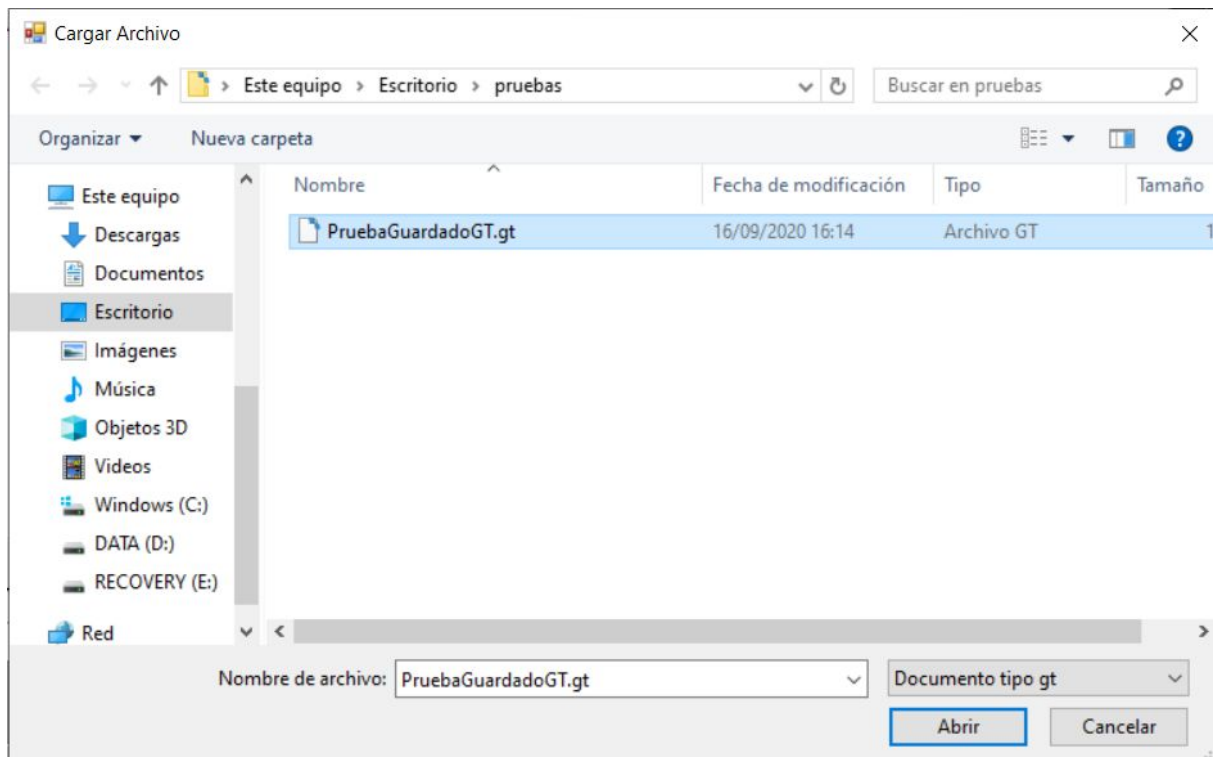 Cargar Archivo
Este equipo > Escritorio > pruebas
Buscar en pruebas
Organizar
Nueva carpeta
?
Nombre
Fecha de modificación
Tipo
Tamaño
PruebaGuardadoGT.gt
16/09/2020 16:14
Archivo GT
1
Este equipo
Descargas
Documentos
Escritorio
Imágenes
Música
Objetos 3D
Videos
Windows (C:)
DATA (D:)
RECOVERY (E:)
Red
Nombre de archivo: PruebaGuardadoGT.gt
Documento tipo gt
Abrir
Cancelar